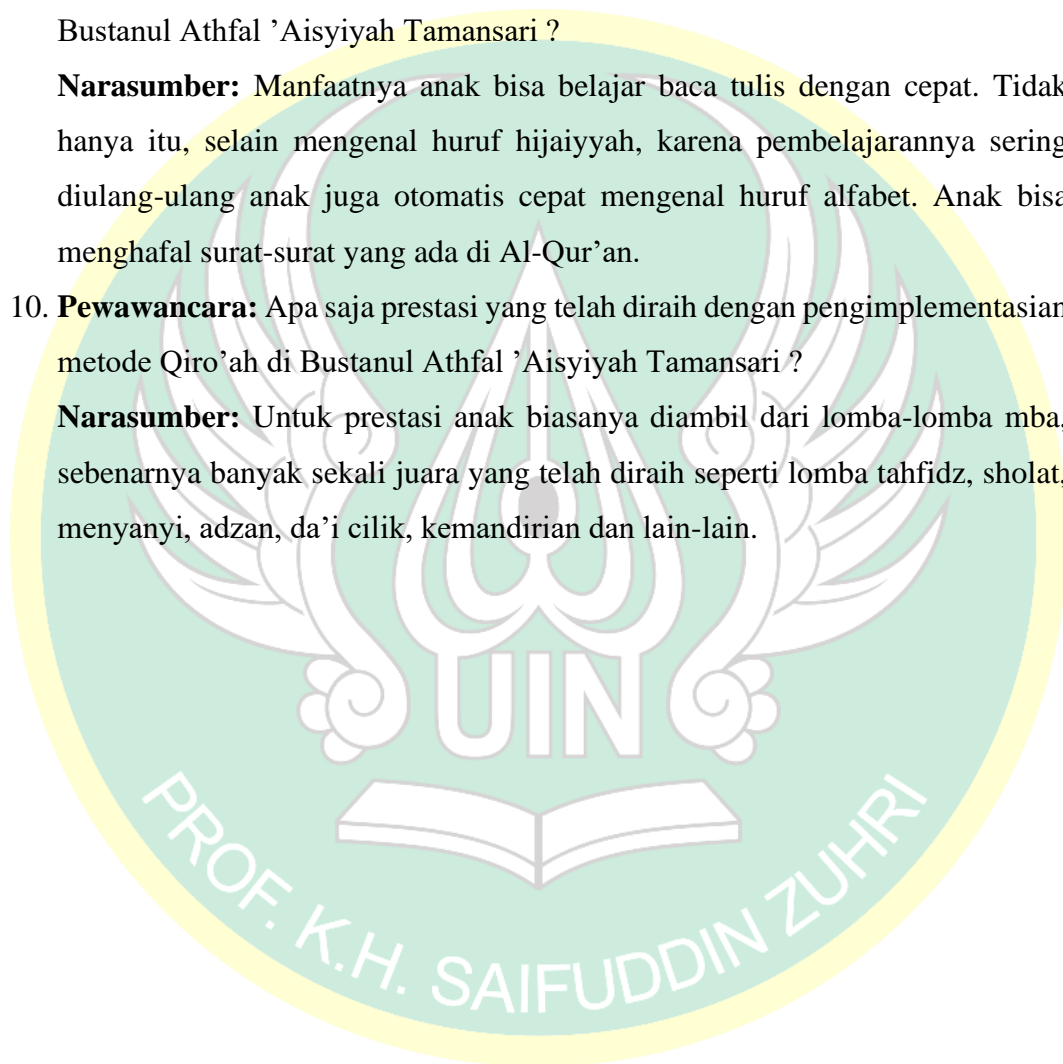 Bustanul Athfal ’Aisyiyah Tamansari ?
Narasumber: Manfaatnya anak bisa belajar baca tulis dengan cepat. Tidak
hanya itu, selain mengenal huruf hijaiyyah, karena pembelajarannya sering
diulang-ulang anak juga otomatis cepat mengenal huruf alfabet. Anak bisa
menghafal surat-surat yang ada di Al-Qur’an.
10. Pewawancara: Apa saja prestasi yang telah diraih dengan pengimplementasian
metode Qiro’ah di Bustanul Athfal ’Aisyiyah Tamansari ?
Narasumber: Untuk prestasi anak biasanya diambil dari lomba-lomba mba,
sebenarnya banyak sekali juara yang telah diraih seperti lomba tahfidz, sholat,
menyanyi, adzan, da’i cilik, kemandirian dan lain-lain.
UIN
PROF. K.H. SAIFUDDIN ZUHRI